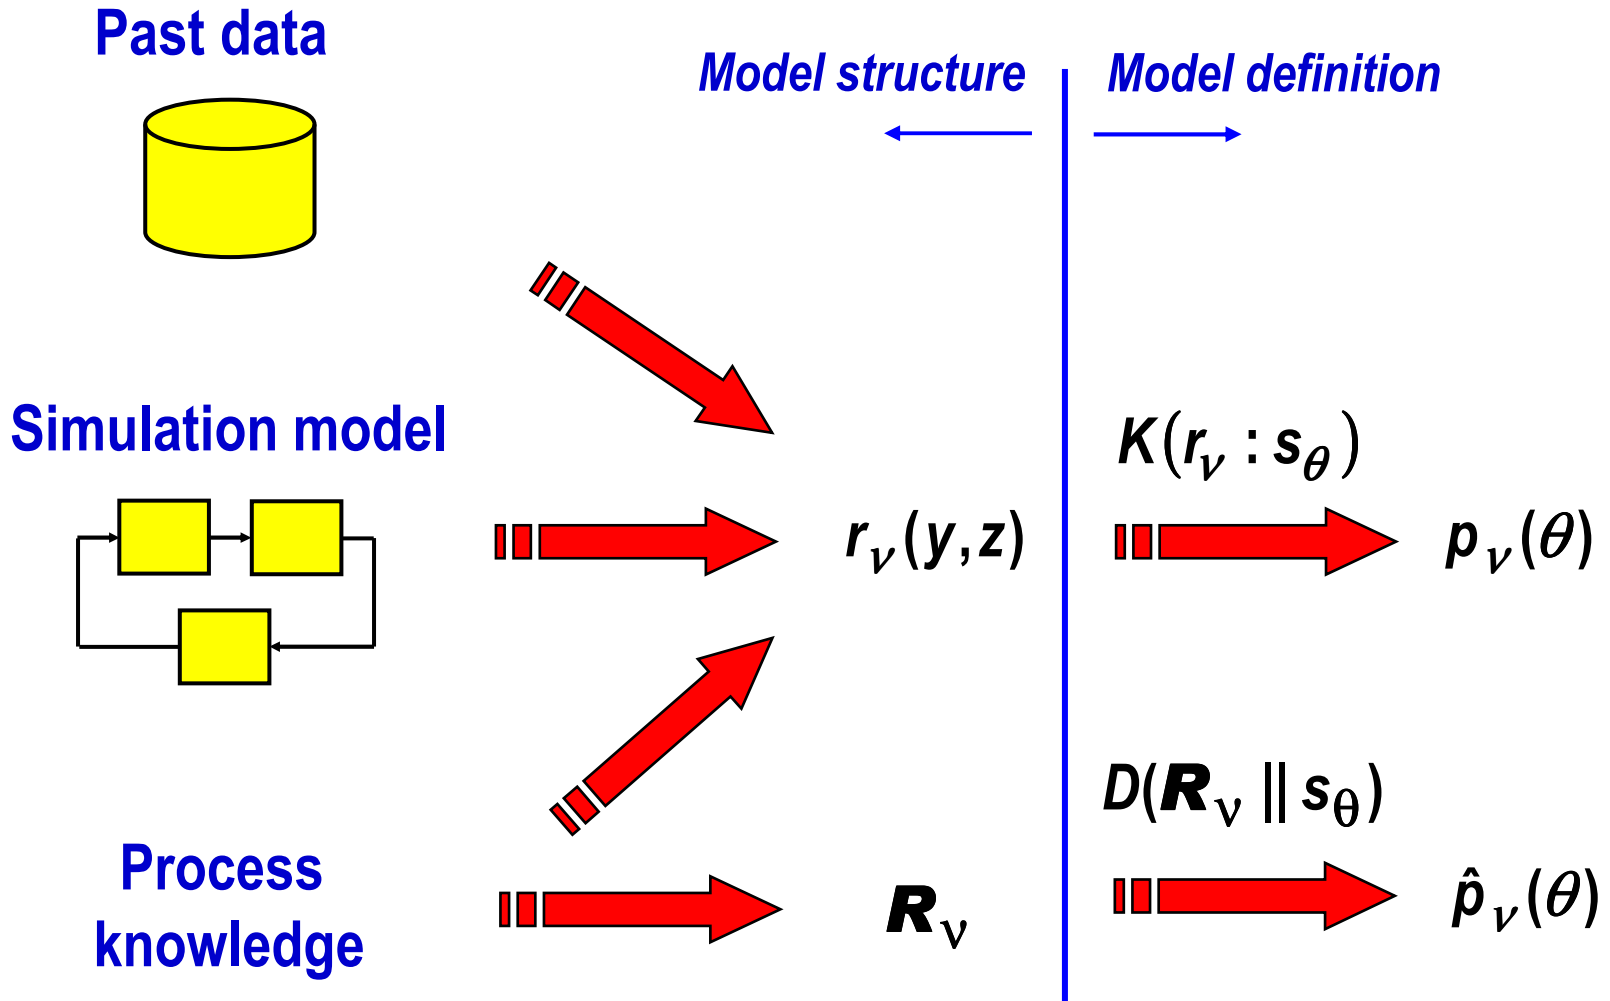 Past data
Model structure
Model definition
Simulation model
K(r_ν : s_θ)
r_ν(y,z)
p_ν(θ)
D(R_ν || s_θ)
Process
knowledge
R_ν
p̂_ν(θ)